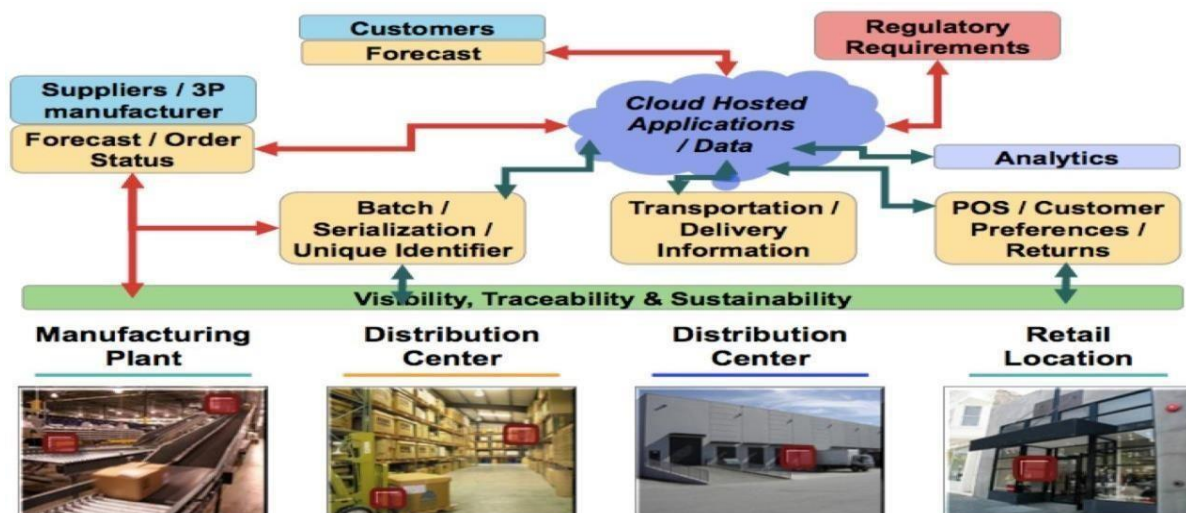 Customers
Forecast
Regulatory
Requirements
Suppliers / 3P
manufacturer
Forecast / Order
Status
Cloud Hosted
Applications
/ Data
Analytics
Batch /
Serialization /
Unique Identifier
Transportation /
Delivery
Information
POS / Customer
Preferences /
Returns
Visibility, Traceability & Sustainability
Manufacturing
Plant
Distribution
Center
Distribution
Center
Retail
Location